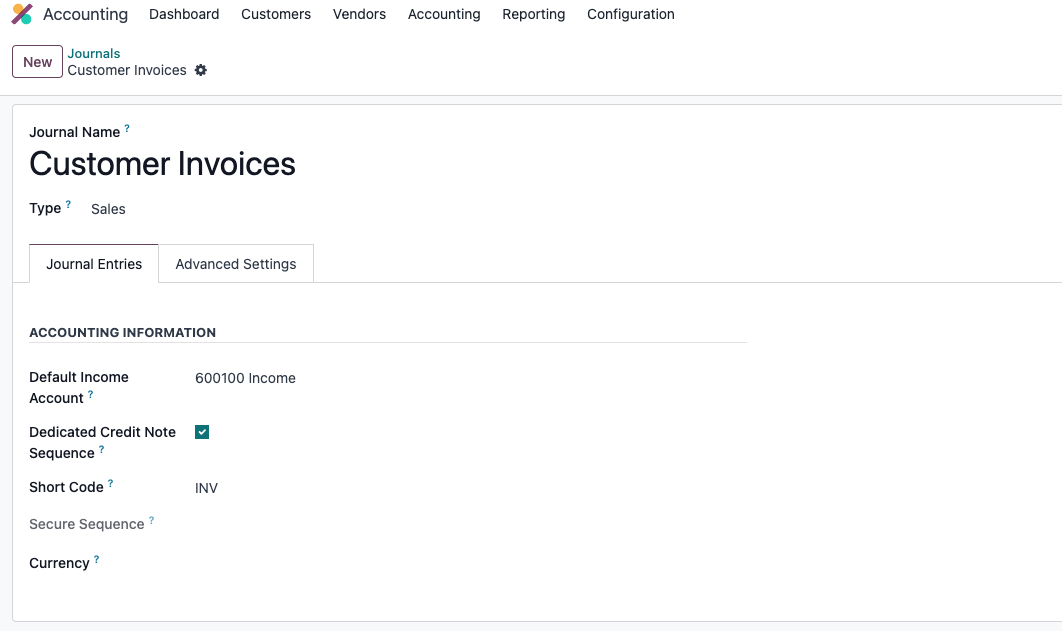 Accounting Dashboard Customers Vendors Accounting Reporting Configuration
New
Journals
Customer Invoices
Journal Name ?
Customer Invoices
Type ? Sales
Journal Entries Advanced Settings
ACCOUNTING INFORMATION
Default Income
Account ?
600100 Income
Dedicated Credit Note
Sequence ?
Short Code ? INV
Secure Sequence ?
Currency ?